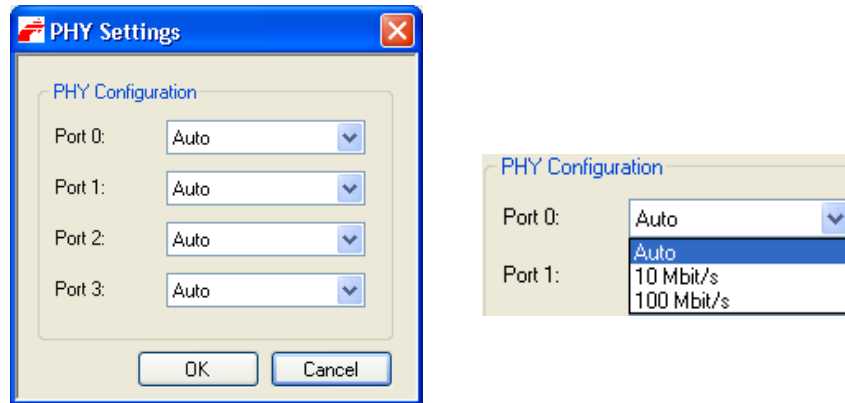 PHY Settings
PHY Configuration
Port 0: Auto
Port 1: Auto
Port 2: Auto
Port 3: Auto
OK Cancel
PHY Configuration
Port 0: Auto
Auto
Port 1: 10 Mbit/s
100 Mbit/s